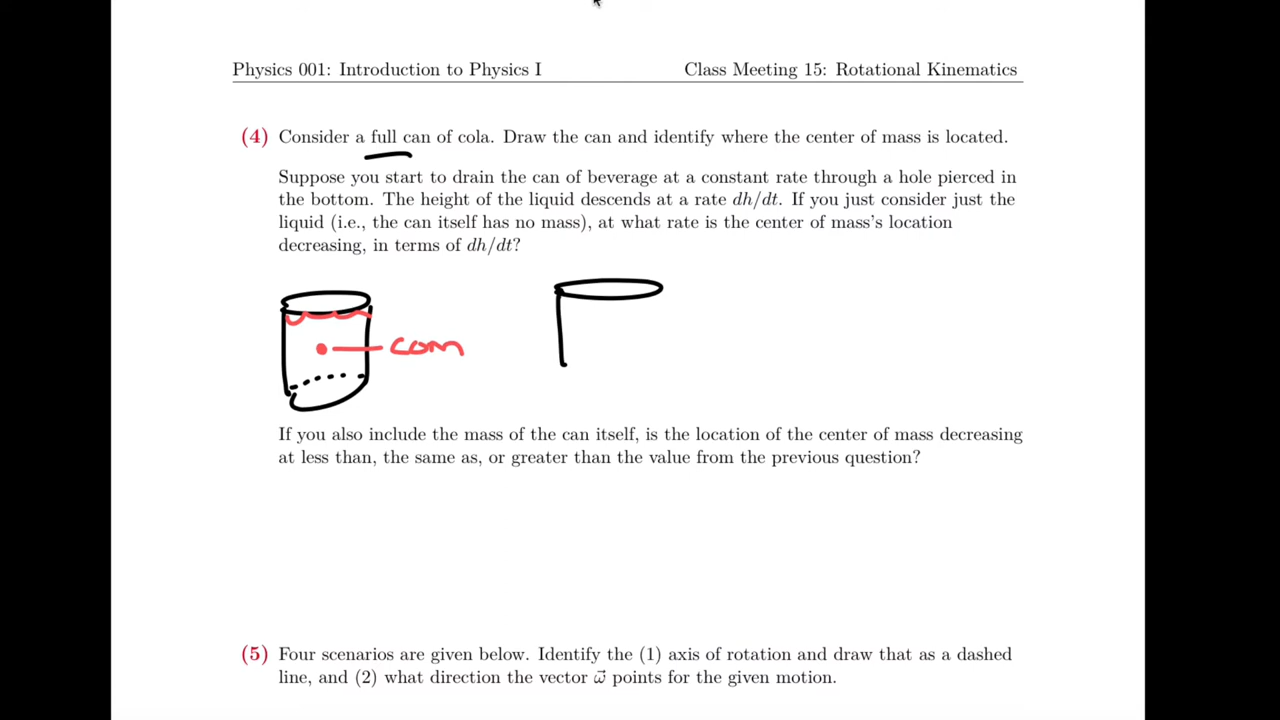 Physics 001: Introduction to Physics I
Class Meeting 15: Rotational Kinematics
(4) Consider a full can of cola. Draw the can and identify where the center of mass is located.
Suppose you start to drain the can of beverage at a constant rate through a hole pierced in
the bottom. The height of the liquid descends at a rate dh/dt. If you just consider just the
liquid (i.e., the can itself has no mass), at what rate is the center of mass's location
decreasing, in terms of dh/dt?
com
If you also include the mass of the can itself, is the location of the center of mass decreasing
at less than, the same as, or greater than the value from the previous question?
(5) Four scenarios are given below. Identify the (1) axis of rotation and draw that as a dashed
line, and (2) what direction the vector ω⃗ points for the given motion.